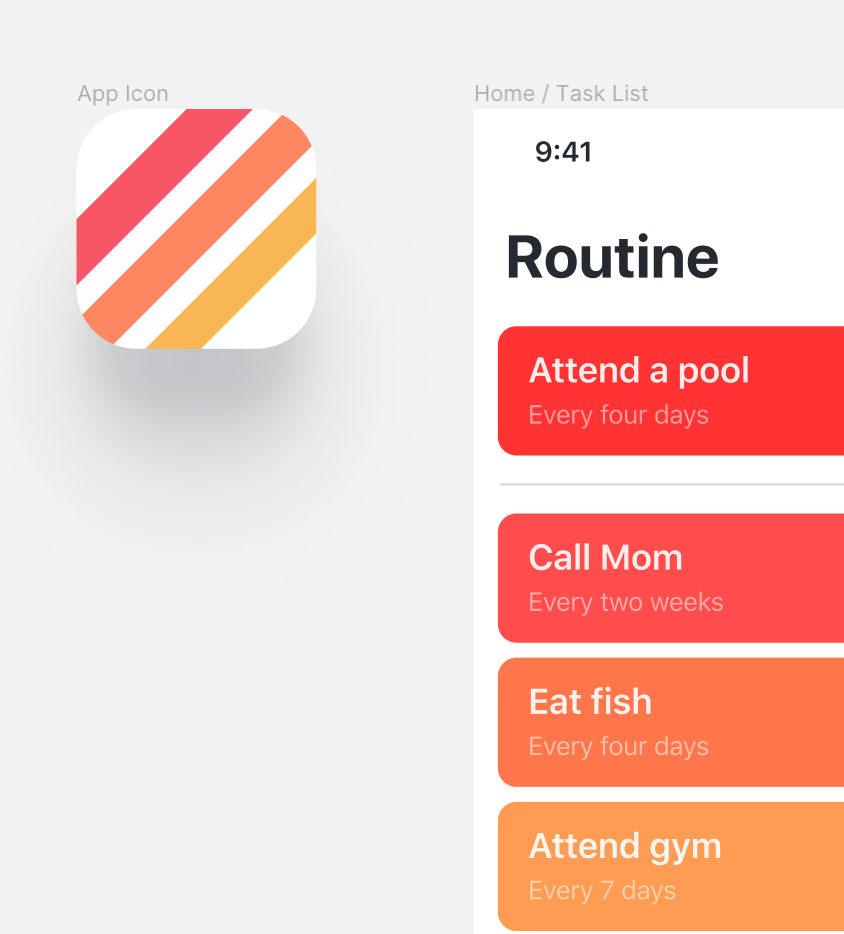 App Icon
Home / Task List
9:41
Routine
Attend a pool
Every four days
Call Mom
Every two weeks
Eat fish
Every four days
Attend gym
Every 7 days